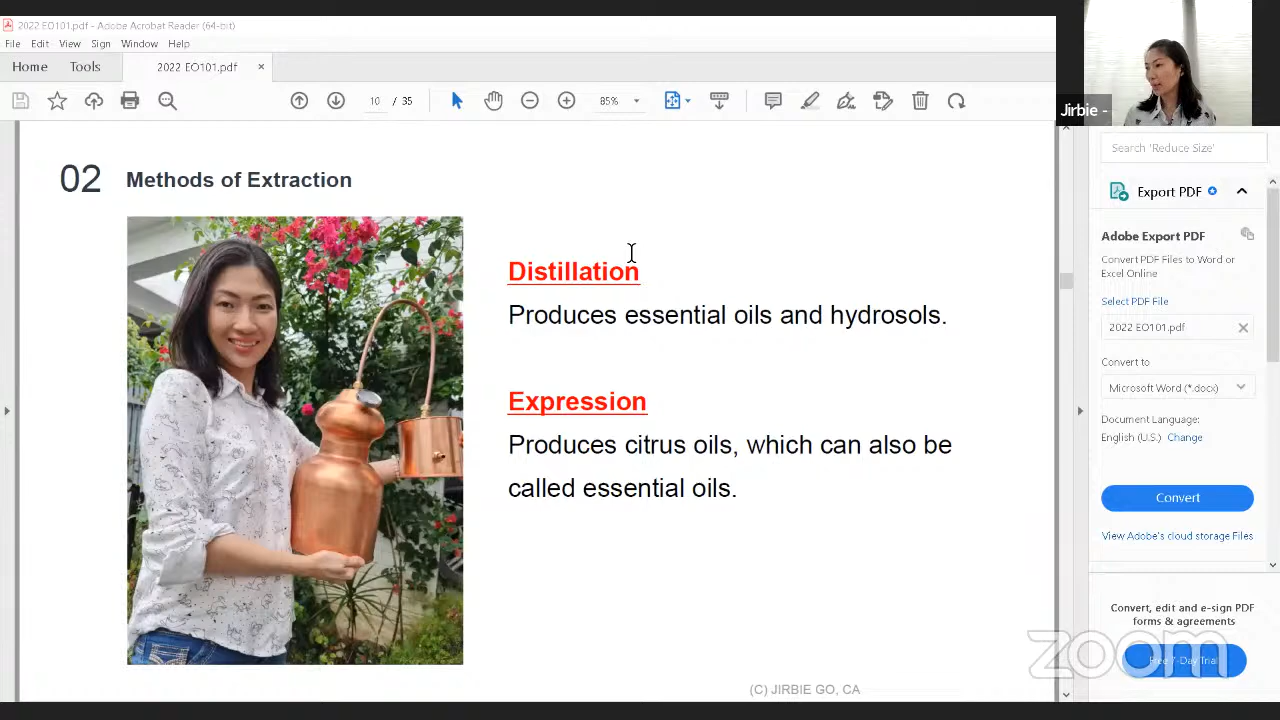 2022 EO101.pdf - Adobe Acrobat Reader (64-bit)
File Edit View Sign Window Help
Home Tools 2022 EO101.pdf ×
10 / 35 85%
Jirbie -
Search 'Reduce Size'
Export PDF
Adobe Export PDF
Convert PDF Files to Word or
Excel Online
Select PDF File
2022 EO101.pdf
Convert to
Microsoft Word (*.docx)
Document Language:
English (U.S.) Change
Convert
View Adobe's cloud storage Files
Convert, edit and e-sign PDF
forms & agreements
Free 7-Day Trial
zoom
02 Methods of Extraction
Distillation
Produces essential oils and hydrosols.
Expression
Produces citrus oils, which can also be
called essential oils.
(C) JIRBIE GO, CA